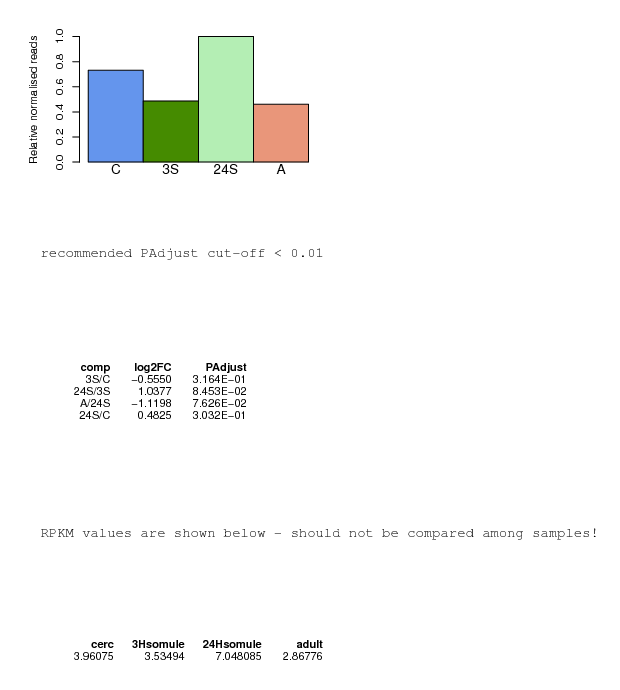 Relative normalised reads
1.0
0.8
0.6
0.4
0.2
0.0
C 3S 24S A
recommended PAdjust cut-off < 0.01
comp log2FC PAdjust
3S/C −0.5550 3.164E−01
24S/3S 1.0377 8.453E−02
A/24S −1.1198 7.626E−02
24S/C 0.4825 3.032E−01
RPKM values are shown below - should not be compared among samples!
cerc 3Hsomule 24Hsomule adult
3.96075 3.53494 7.048085 2.86776